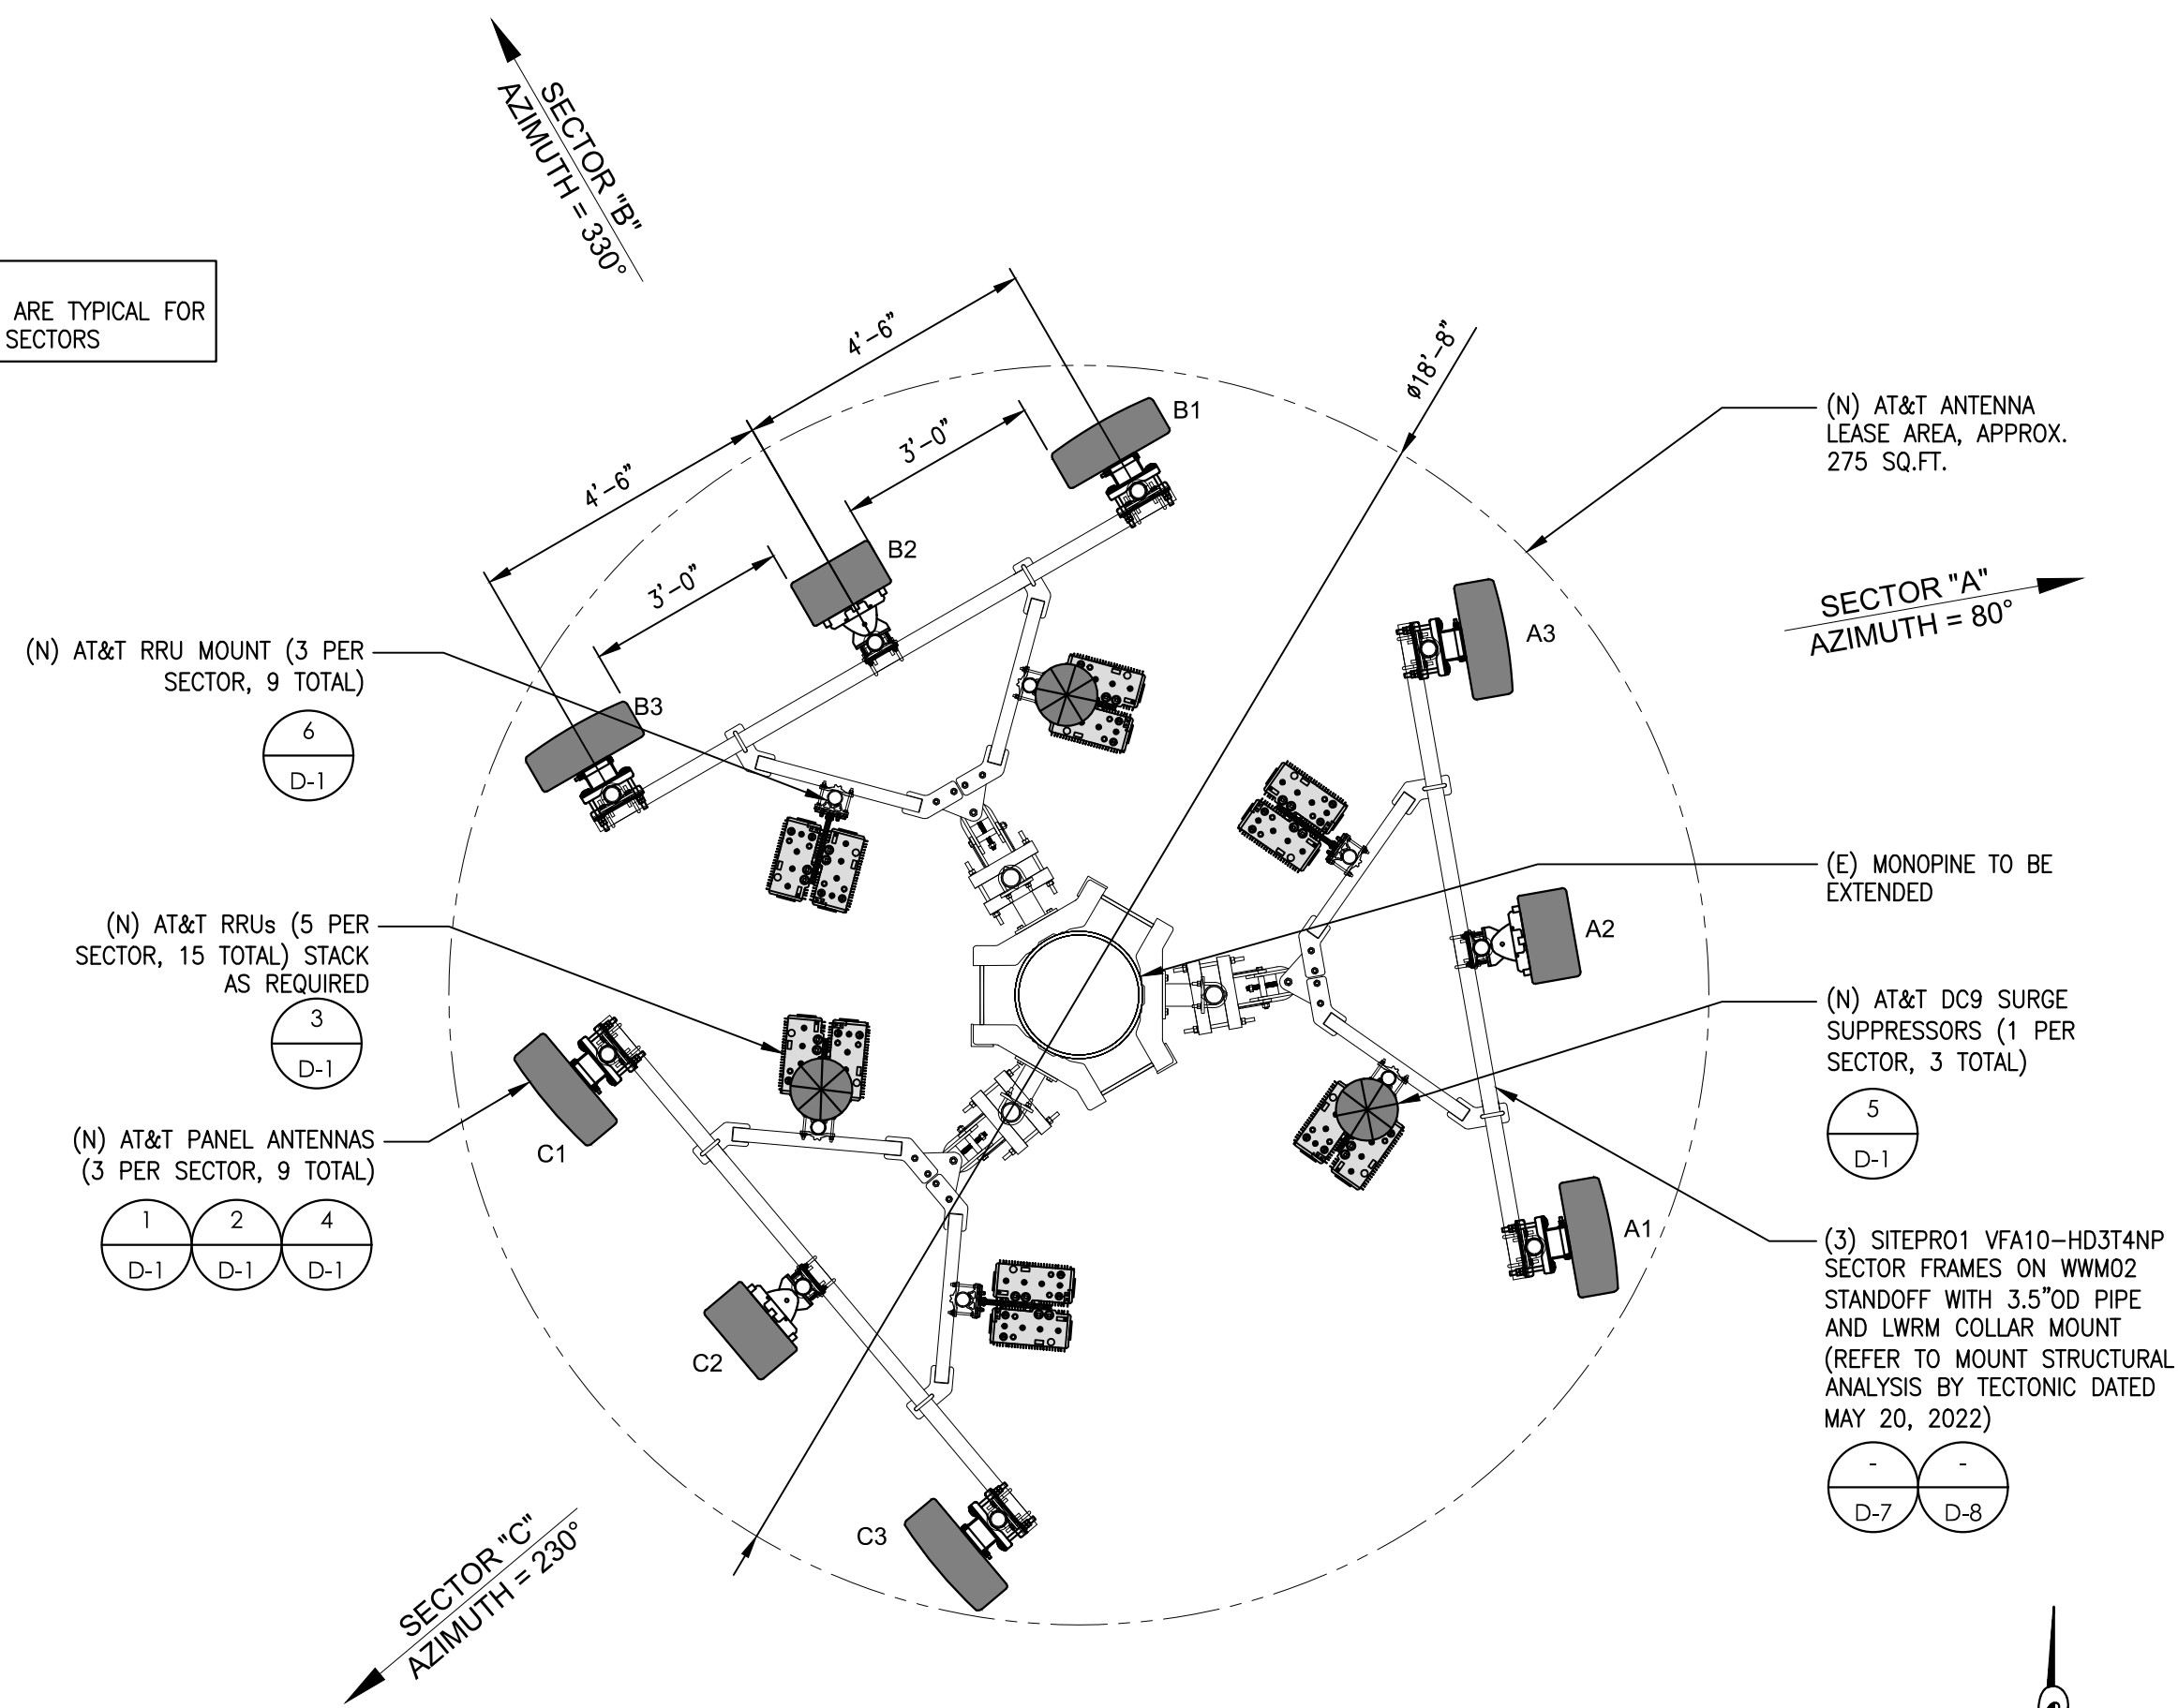 SECTOR "B"
AZIMUTH = 330°
ARE TYPICAL FOR
SECTORS
4'-6"
4'-6"
3'-0"
3'-0"
ø18'-8"
B1
B2
B3
(N) AT&T ANTENNA
LEASE AREA, APPROX.
275 SQ.FT.
SECTOR "A"
AZIMUTH = 80°
A3
A2
A1
(N) AT&T RRU MOUNT (3 PER
SECTOR, 9 TOTAL)
6
D-1
(E) MONOPINE TO BE
EXTENDED
(N) AT&T RRUs (5 PER
SECTOR, 15 TOTAL) STACK
AS REQUIRED
3
D-1
(N) AT&T DC9 SURGE
SUPPRESSORS (1 PER
SECTOR, 3 TOTAL)
5
D-1
(N) AT&T PANEL ANTENNAS
(3 PER SECTOR, 9 TOTAL)
1
D-1
2
D-1
4
D-1
C1
C2
C3
(3) SITEPRO1 VFA10-HD3T4NP
SECTOR FRAMES ON WWM02
STANDOFF WITH 3.5"OD PIPE
AND LWRM COLLAR MOUNT
(REFER TO MOUNT STRUCTURAL
ANALYSIS BY TECTONIC DATED
MAY 20, 2022)
-
D-7
-
D-8
SECTOR "C"
AZIMUTH = 230°